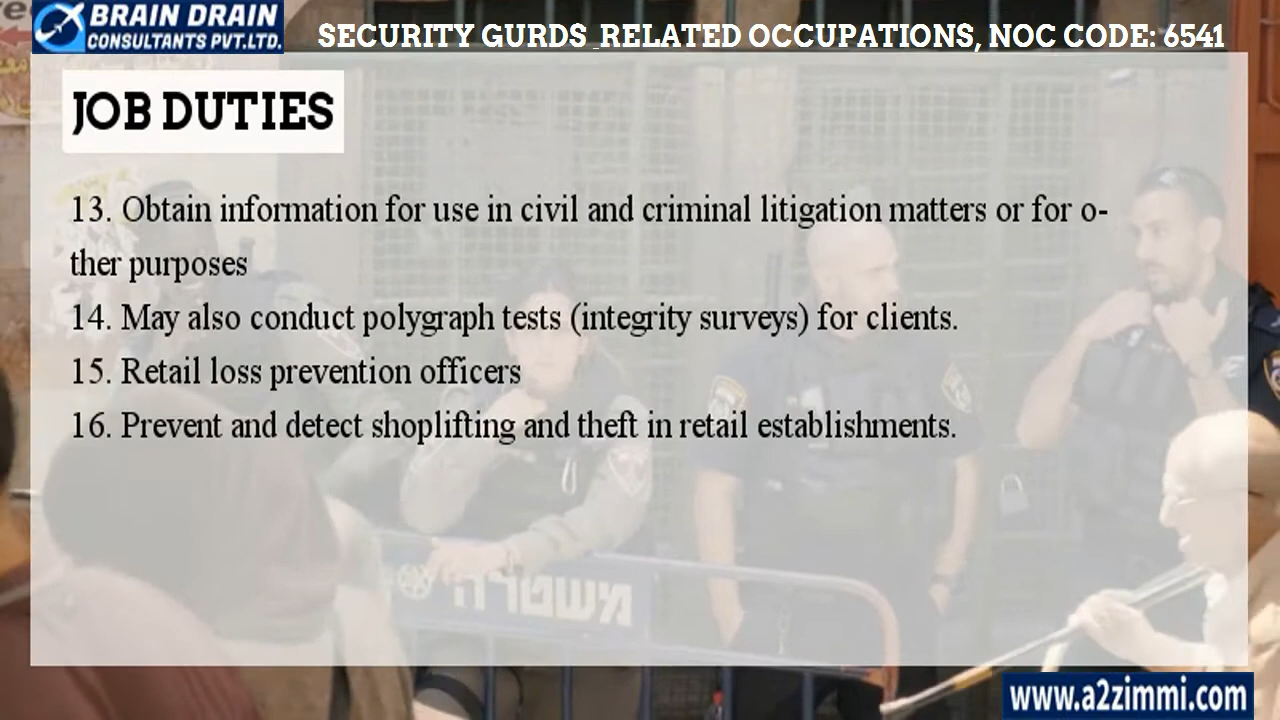 BRAIN DRAIN
CONSULTANTS PVT.LTD.
SECURITY GURDS RELATED OCCUPATIONS, NOC CODE: 6541
JOB DUTIES
13. Obtain information for use in civil and criminal litigation matters or for o-
ther purposes
14. May also conduct polygraph tests (integrity surveys) for clients.
15. Retail loss prevention officers
16. Prevent and detect shoplifting and theft in retail establishments.
משטרה
www.a2zimmi.com